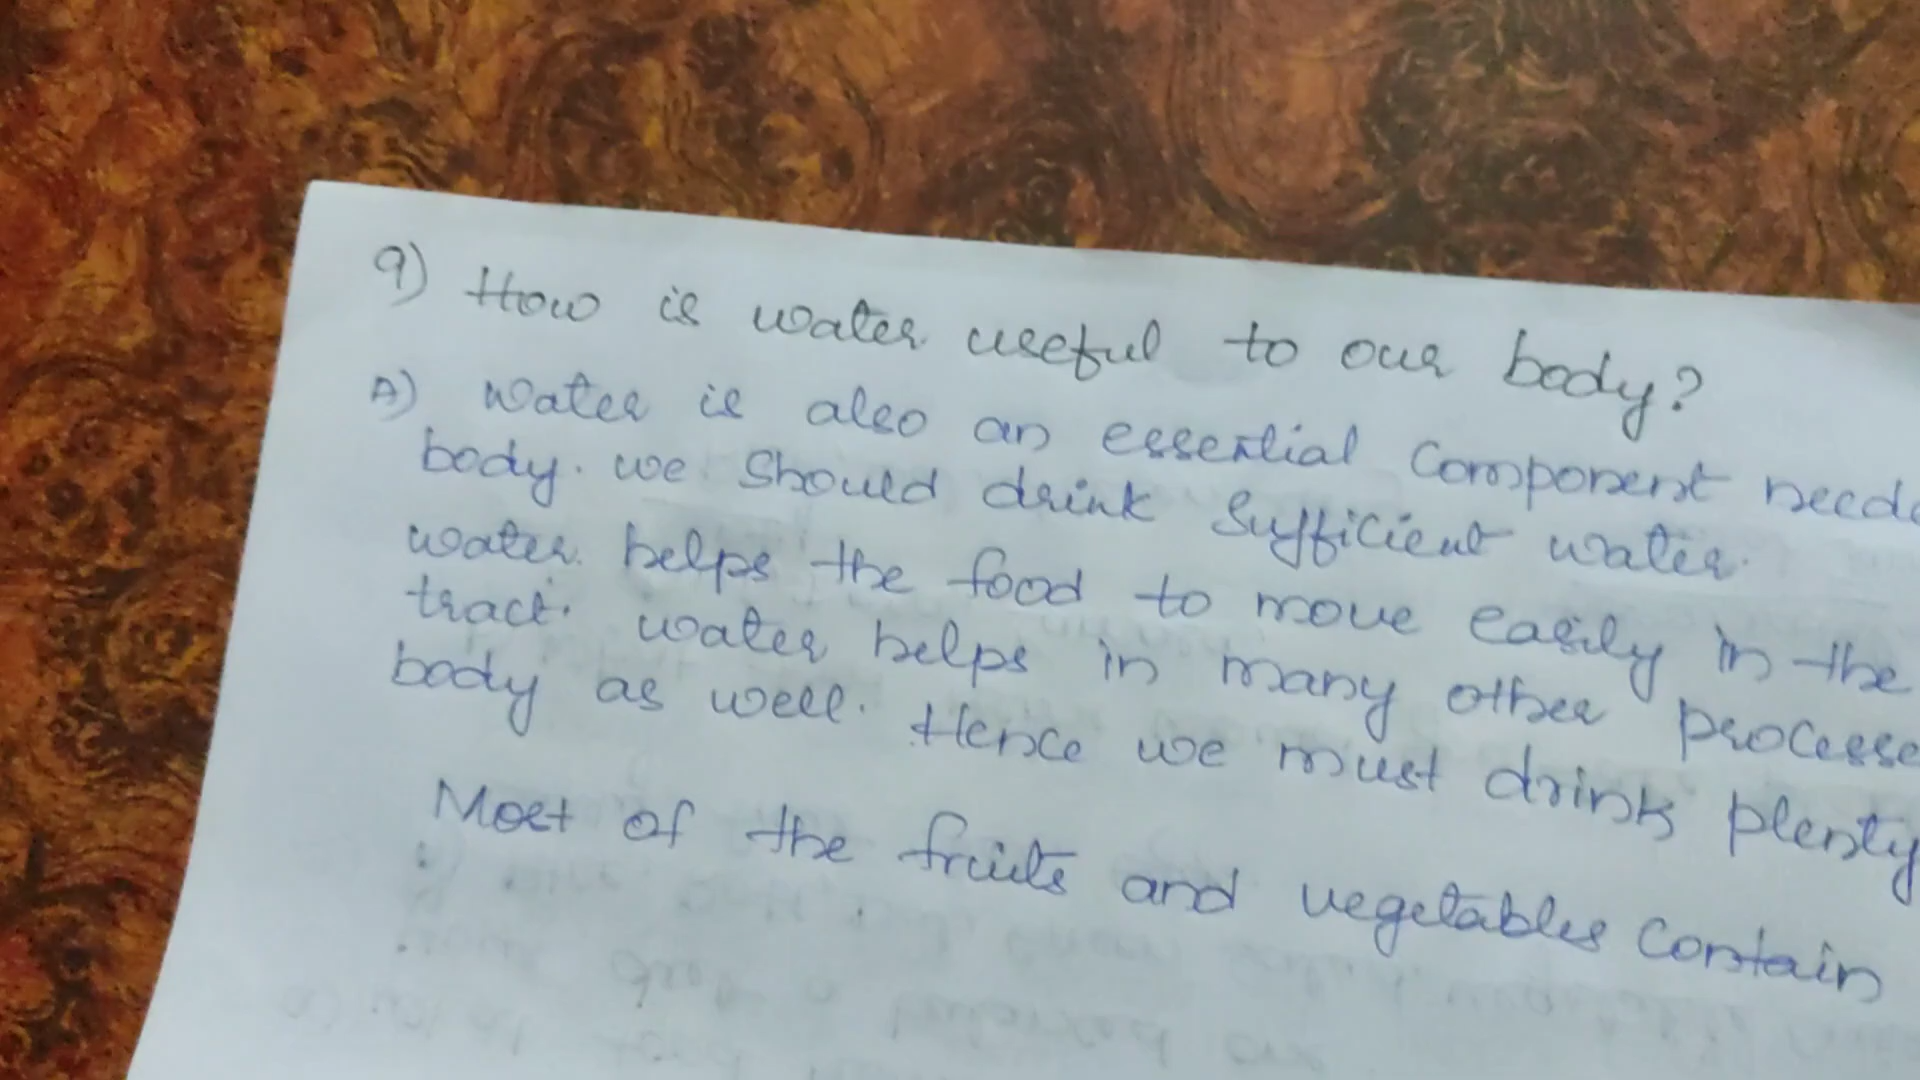 9) How is water useful to our body?
A) Water is also an essential component
body. we should drink sufficient water.
water helps the food to move easily in the
tract. water helps in many other processe
body as well. Hence we must drink plenty
Most of the fruits and vegetables contain